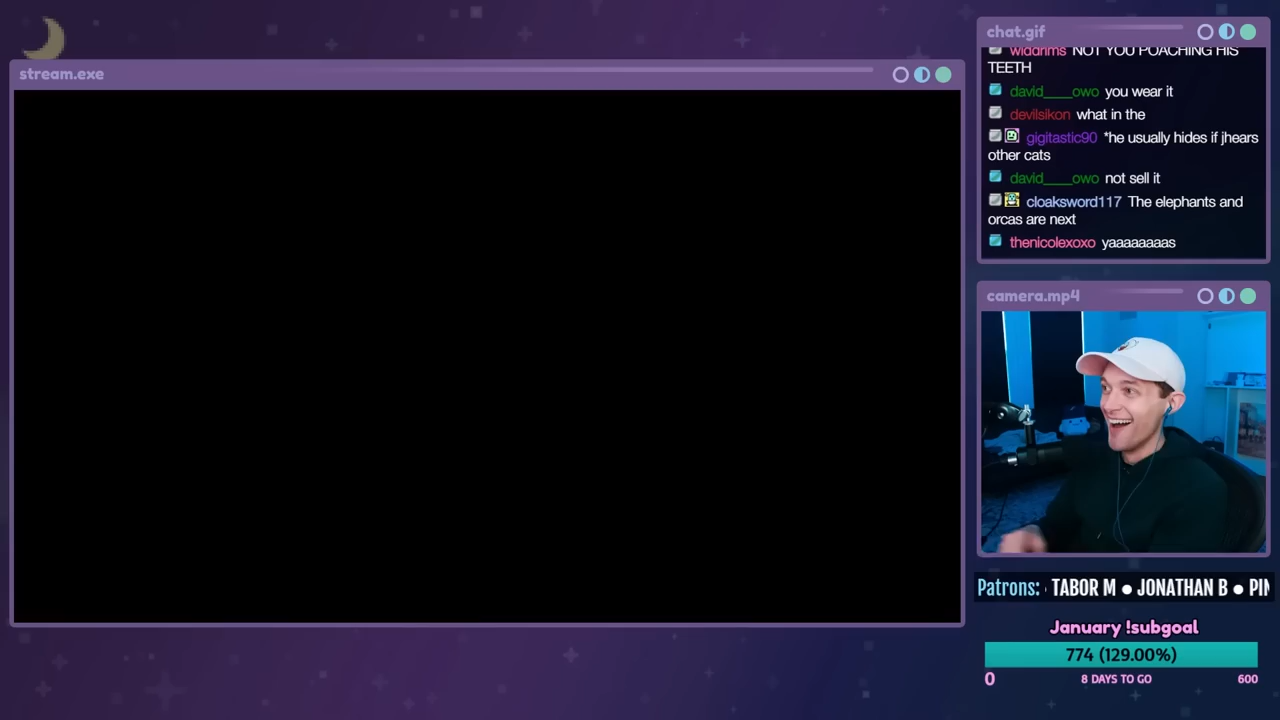 stream.exe
chat.gif
widdrims NOT YOU POACHING HIS
TEETH
david____owo you wear it
devilsikon what in the
gigitastic90 *he usually hides if jhears
other cats
david____owo not sell it
cloaksword117 The elephants and
orcas are next
thenicolexoxo yaaaaaaas
camera.mp4
Patrons: TABOR M ● JONATHAN B ● PIN
January !subgoal
774 (129.00%)
0 8 DAYS TO GO 600